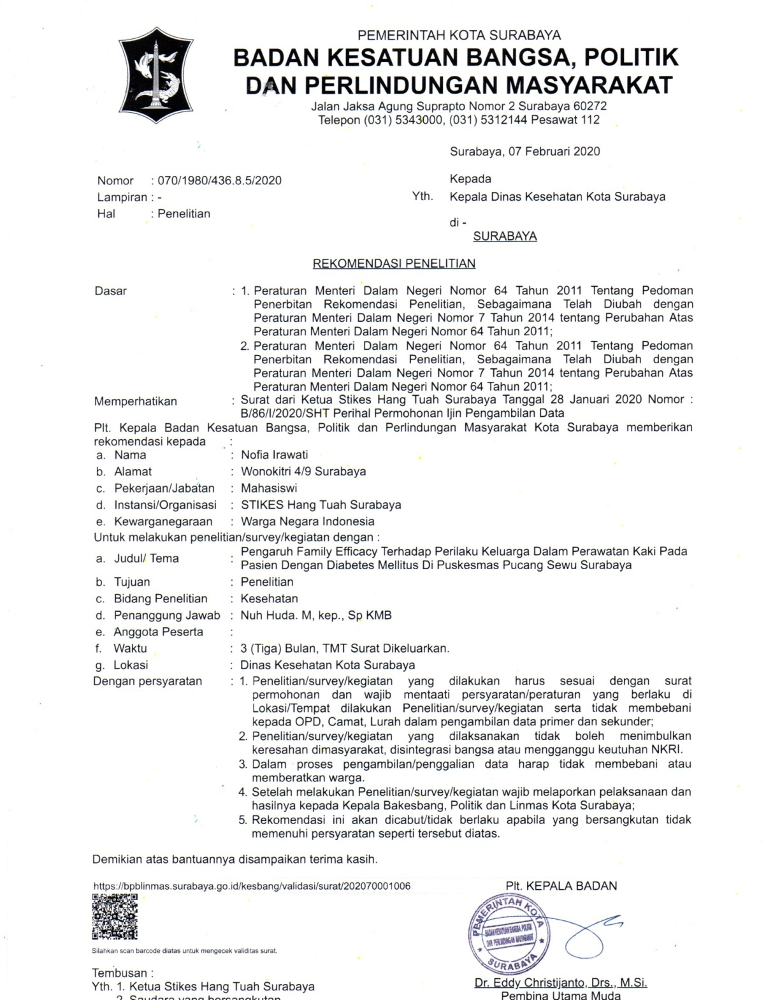 PEMERINTAH KOTA SURABAYA
BADAN KESATUAN BANGSA, POLITIK
DAN PERLINDUNGAN MASYARAKAT
Jalan Jaksa Agung Suprapto Nomor 2 Surabaya 60272
Telepon (031) 5343000, (031) 5312144 Pesawat 112
Surabaya, 07 Februari 2020
Nomor : 070/1980/436.8.5/2020
Lampiran : -
Hal : Penelitian
Kepada
Yth. Kepala Dinas Kesehatan Kota Surabaya
di -
SURABAYA
REKOMENDASI PENELITIAN
Dasar : 1. Peraturan Menteri Dalam Negeri Nomor 64 Tahun 2011 Tentang Pedoman
Penerbitan Rekomendasi Penelitian, Sebagaimana Telah Diubah dengan
Peraturan Menteri Dalam Negeri Nomor 7 Tahun 2014 tentang Perubahan Atas
Peraturan Menteri Dalam Negeri Nomor 64 Tahun 2011;
2. Peraturan Menteri Dalam Negeri Nomor 64 Tahun 2011 Tentang Pedoman
Penerbitan Rekomendasi Penelitian, Sebagaimana Telah Diubah dengan
Peraturan Menteri Dalam Negeri Nomor 7 Tahun 2014 tentang Perubahan Atas
Peraturan Menteri Dalam Negeri Nomor 64 Tahun 2011;
Memperhatikan : Surat dari Ketua Stikes Hang Tuah Surabaya Tanggal 28 Januari 2020 Nomor :
B/86/I/2020/SHT Perihal Permohonan Ijin Pengambilan Data
Plt. Kepala Badan Kesatuan Bangsa, Politik dan Perlindungan Masyarakat Kota Surabaya memberikan
rekomendasi kepada :
a. Nama : Nofia Irawati
b. Alamat : Wonokitri 4/9 Surabaya
c. Pekerjaan/Jabatan : Mahasiswi
d. Instansi/Organisasi : STIKES Hang Tuah Surabaya
e. Kewarganegaraan : Warga Negara Indonesia
Untuk melakukan penelitian/survey/kegiatan dengan :
a. Judul/ Tema : Pengaruh Family Efficacy Terhadap Perilaku Keluarga Dalam Perawatan Kaki Pada
Pasien Dengan Diabetes Mellitus Di Puskesmas Pucang Sewu Surabaya
b. Tujuan : Penelitian
c. Bidang Penelitian : Kesehatan
d. Penanggung Jawab : Nuh Huda. M, kep., Sp KMB
e. Anggota Peserta :
f. Waktu : 3 (Tiga) Bulan, TMT Surat Dikeluarkan.
g. Lokasi : Dinas Kesehatan Kota Surabaya
Dengan persyaratan : 1. Penelitian/survey/kegiatan yang dilakukan harus sesuai dengan surat
permohonan dan wajib mentaati persyaratan/peraturan yang berlaku di
Lokasi/Tempat dilakukan Penelitian/survey/kegiatan serta tidak membebani
kepada OPD, Camat, Lurah dalam pengambilan data primer dan sekunder;
2. Penelitian/survey/kegiatan yang dilaksanakan tidak boleh menimbulkan
keresahan dimasyarakat, disintegrasi bangsa atau mengganggu keutuhan NKRI.
3. Dalam proses pengambilan/penggalian data harap tidak membebani atau
memberatkan warga.
4. Setelah melakukan Penelitian/survey/kegiatan wajib melaporkan pelaksanaan dan
hasilnya kepada Kepala Bakesbang, Politik dan Linmas Kota Surabaya;
5. Rekomendasi ini akan dicabut/tidak berlaku apabila yang bersangkutan tidak
memenuhi persyaratan seperti tersebut diatas.
Demikian atas bantuannya disampaikan terima kasih.
https://bpblinmas.surabaya.go.id/kesbang/validasi/surat/202070001006
Plt. KEPALA BADAN
PEMERINTAH KOTA
BADAN KESATUAN BANGSA, POLITIK
DAN PERLINDUNGAN MASYARAKAT
SURABAYA
Silahkan scan barcode diatas untuk mengecek validitas surat.
Tembusan :
Yth. 1. Ketua Stikes Hang Tuah Surabaya
2. Saudara yang bersangkutan
Dr. Eddy Christijanto, Drs., M.Si.
Pembina Utama Muda